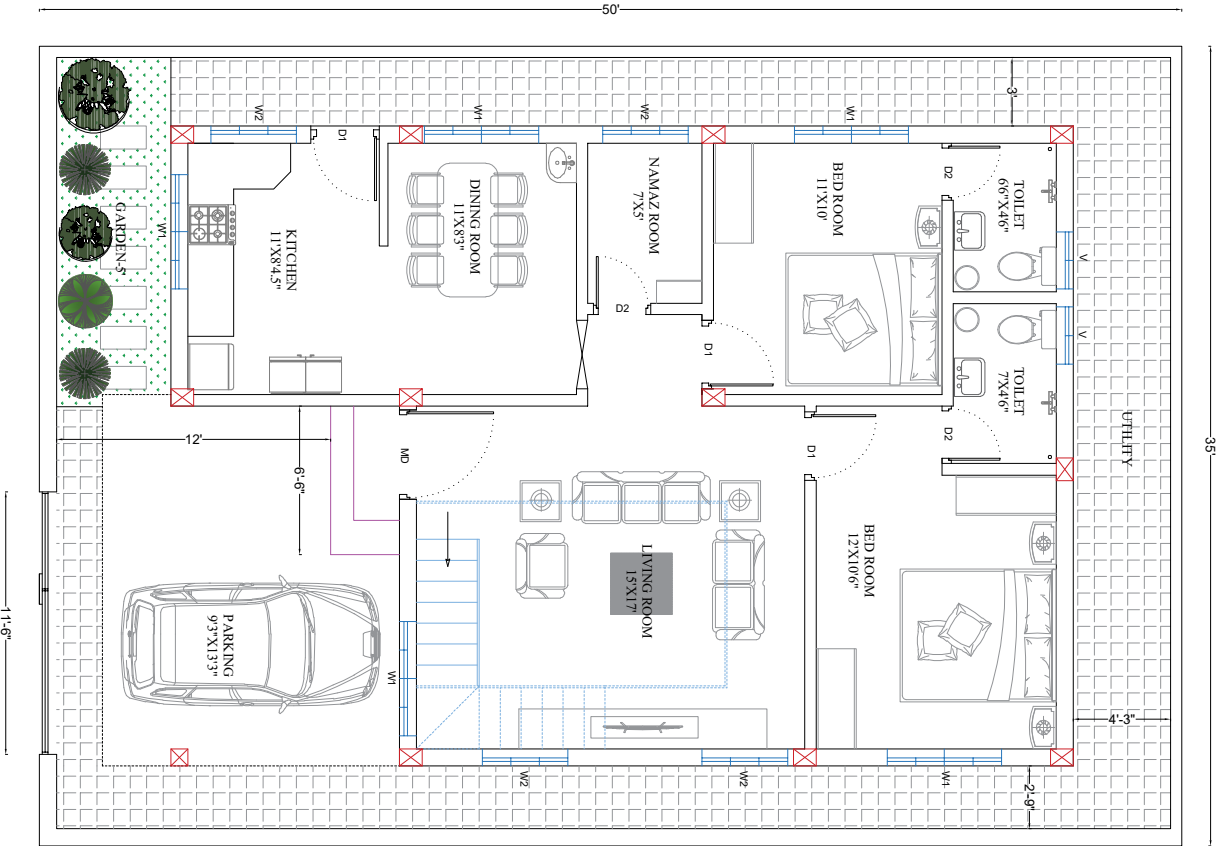 50'
W2
D1
W1
W2
W1
3'
NAMAZ ROOM
7'X5'
BED ROOM
11'X10'
D2
TOILET
6'6"X4'6"
DINING ROOM
11'X8'3"
GARDEN-5'
W1
KITCHEN
11'X8'4.5"
V
D2
D1
V
TOILET
7'X4'6"
UTILITY
12'
6'-6"
MD
D1
D2
35'
LIVING ROOM
15'X17'
BED ROOM
12'X10'6"
PARKING
9'3"X13'3"
11'-6"
W1
4'-3"
W2
W2
W1
2'-9"